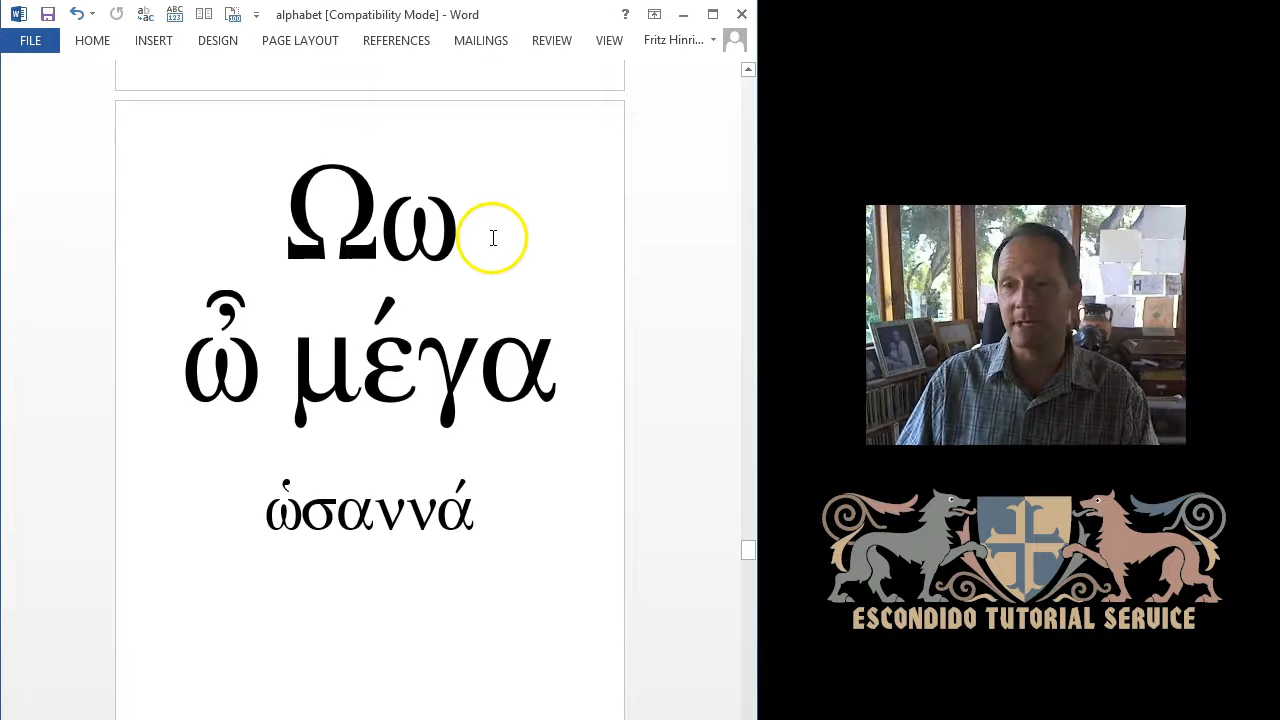 alphabet [Compatibility Mode] - Word
?
FILE HOME INSERT DESIGN PAGE LAYOUT REFERENCES MAILINGS REVIEW VIEW Fritz Hinri...
Ωω
ὦ μέγα
ὡσαννά
ESCONDIDO TUTORIAL SERVICE